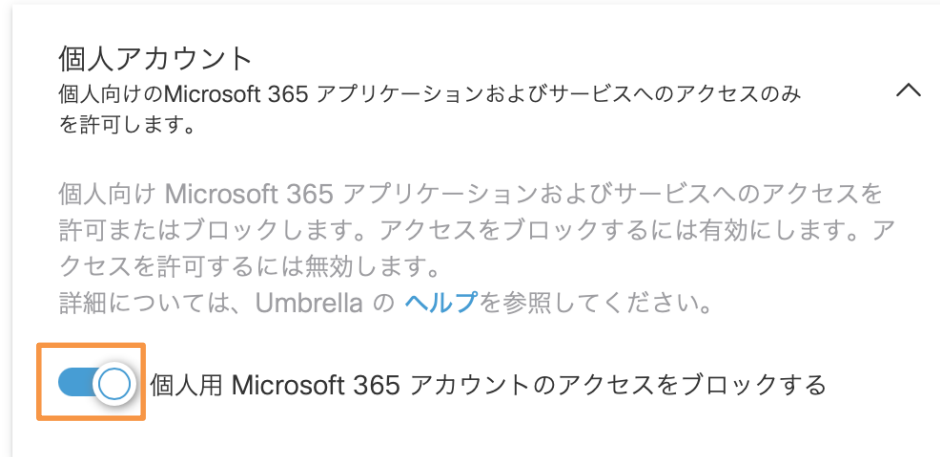 個人アカウント
個人向けのMicrosoft 365 アプリケーションおよびサービスへのアクセスのみ
を許可します。
個人向け Microsoft 365 アプリケーションおよびサービスへのアクセスを
許可またはブロックします。アクセスをブロックするには有効にします。ア
クセスを許可するには無効します。
詳細については、Umbrella の ヘルプを参照してください。
個人用 Microsoft 365 アカウントのアクセスをブロックする